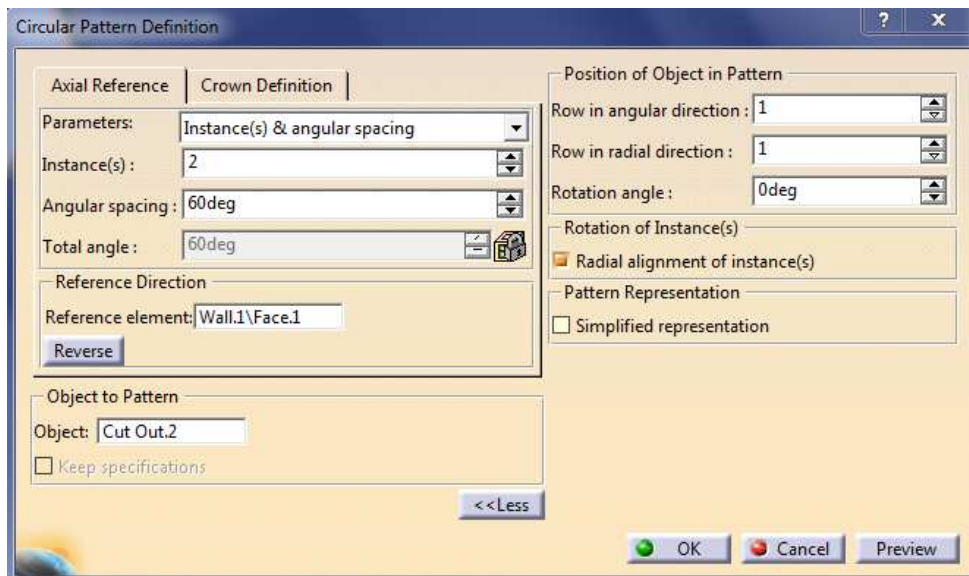 Circular Pattern Definition
? X
Axial Reference
Crown Definition
Parameters: Instance(s) & angular spacing
Instance(s) : 2
Angular spacing : 60deg
Total angle : 60deg
Reference Direction
Reference element: Wall.1\Face.1
Reverse
Object to Pattern
Object: Cut Out.2
Keep specifications
<<Less
Position of Object in Pattern
Row in angular direction : 1
Row in radial direction : 1
Rotation angle : 0deg
Rotation of Instance(s)
Radial alignment of instance(s)
Pattern Representation
Simplified representation
OK Cancel Preview